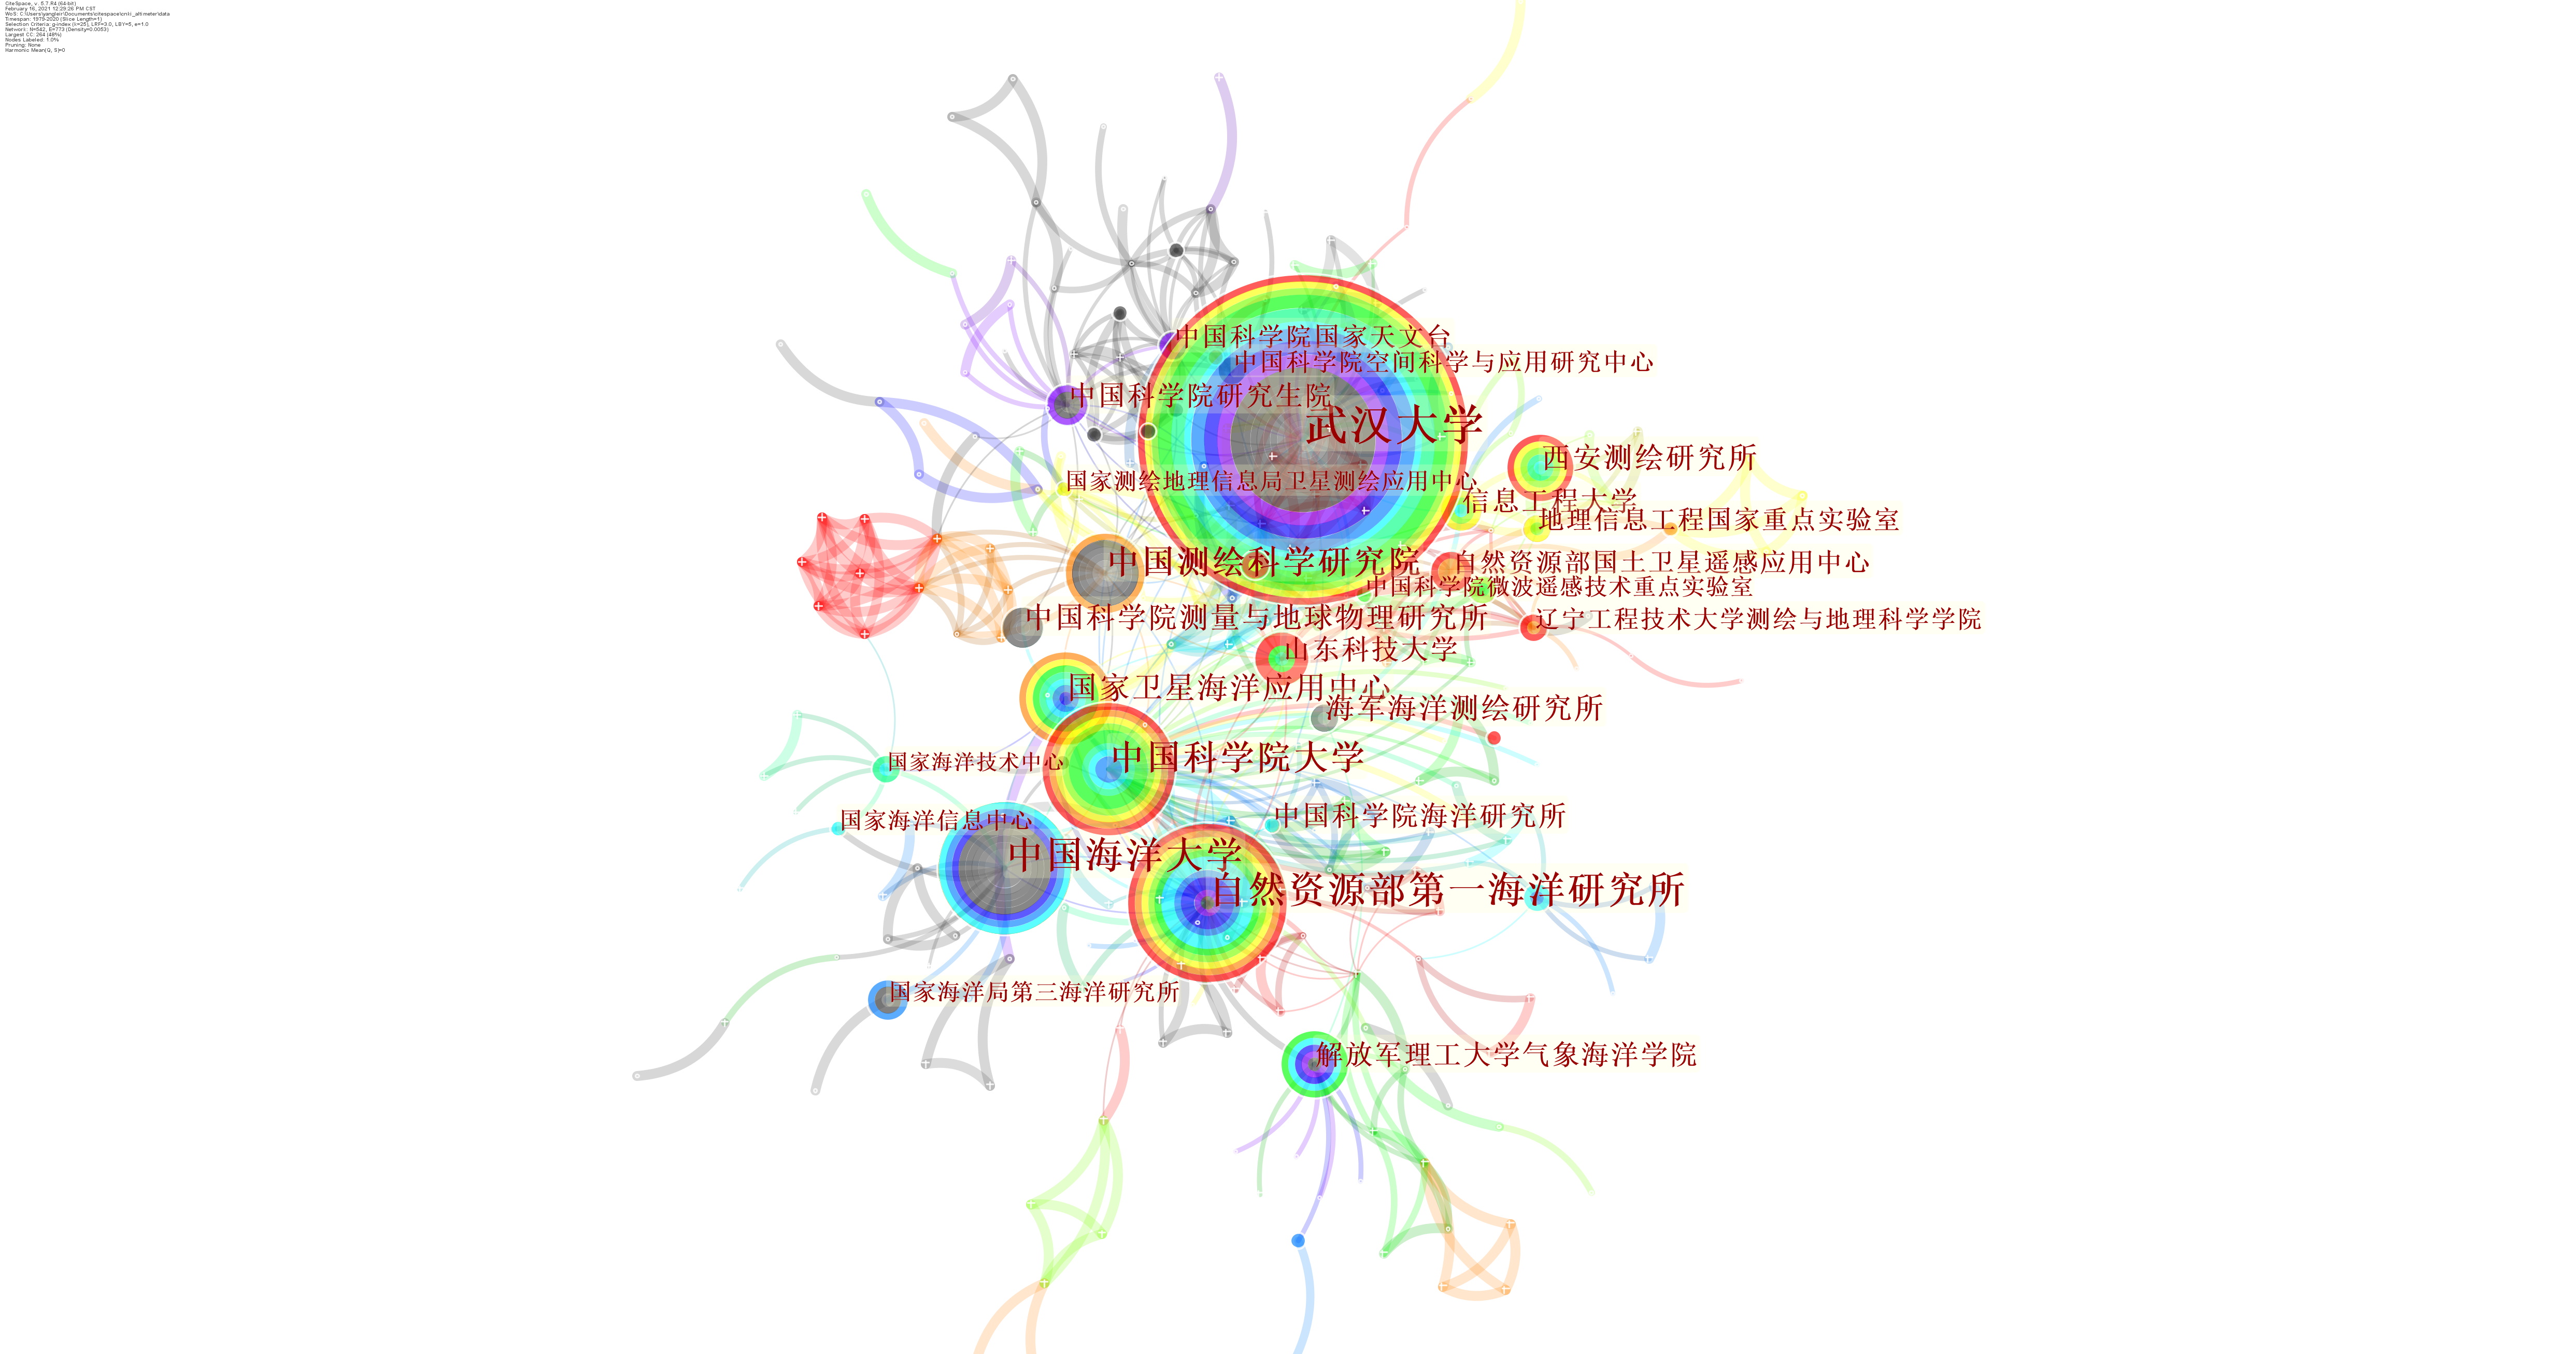 CiteSpace, v. 5.7.R4 (64-bit)
February 16, 2021 12:29:26 PM CST
WoS: C:\Users\yangleir\Documents\citespace\cnki_altimeter\data
Timespan: 1979-2020 (Slice Length=1)
Selection Criteria: g-index (k=25), LRF=3.0, LBY=5, e=1.0
Network: N=542, E=773 (Density=0.0053)
Largest CC: 264 (48%)
Nodes Labeled: 1.0%
Pruning: None
Harmonic Mean(Q, S)=0
中国科学院国家天文台
中国科学院空间科学与应用研究中心
中国科学院研究生院
武汉大学
西安测绘研究所
国家测绘地理信息局卫星测绘应用中心
信息工程大学
地理信息工程国家重点实验室
中国测绘科学研究院
自然资源部国土卫星遥感应用中心
中国科学院微波遥感技术重点实验室
中国科学院测量与地球物理研究所
辽宁工程技术大学测绘与地理科学学院
山东科技大学
国家卫星海洋应用中心
海军海洋测绘研究所
中国科学院大学
国家海洋技术中心
中国科学院海洋研究所
国家海洋信息中心
中国海洋大学
自然资源部第一海洋研究所
国家海洋局第三海洋研究所
解放军理工大学气象海洋学院